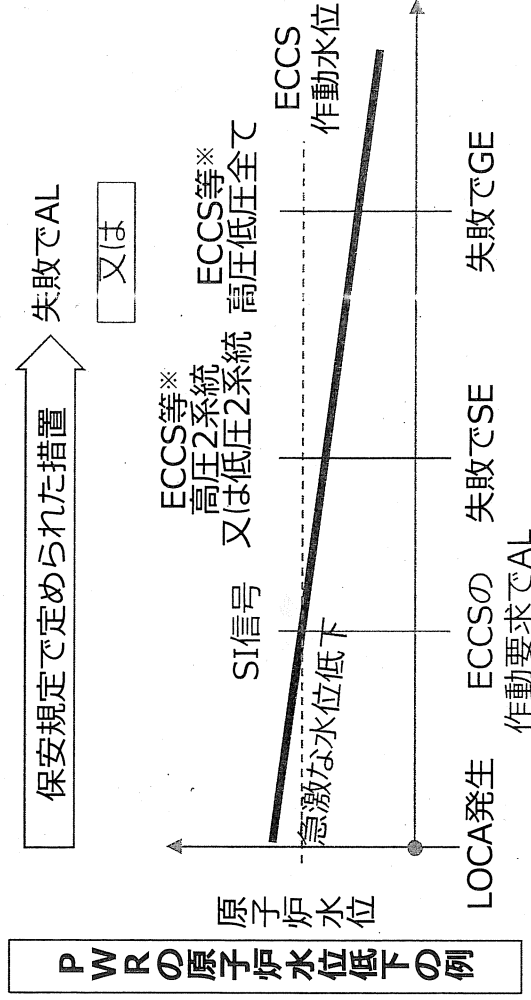 PWRの原子炉水位低下の例
保安規定で定められた措置
失敗でAL
又は
原子炉水位
SI信号
ECCS等※
高圧2系統
又は低圧2系統
ECCS等※
高圧低圧全て
ECCS
作動水位
急激な水位低下
LOCA発生
ECCSの
作動要求でAL
失敗でSE
失敗でGE